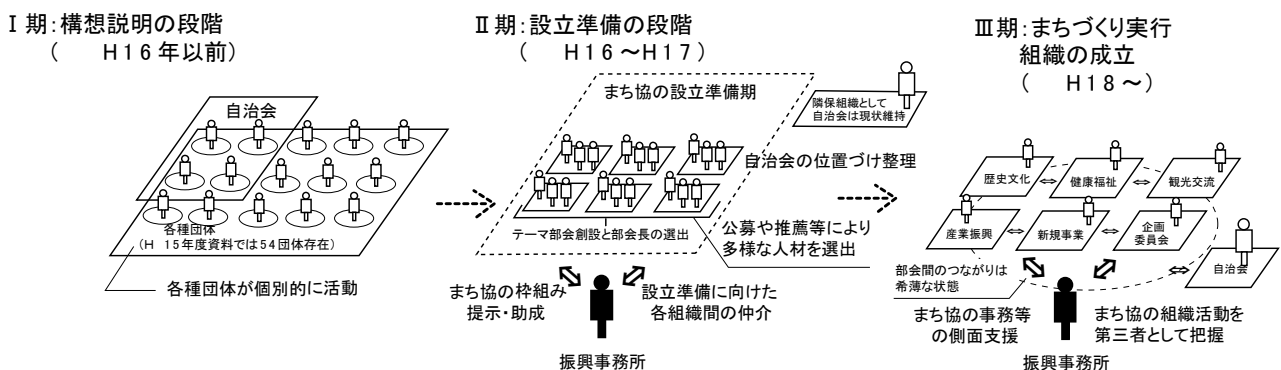 Ⅰ期：構想説明の段階
（　　H16年以前）
自治会
各種団体
（H 15年度資料では54団体存在）
各種団体が個別的に活動
Ⅱ期：設立準備の段階
（　　H16～H17）
まち協の設立準備期
隣保組織として
自治会は現状維持
自治会の位置づけ整理
テーマ部会創設と部会長の選出
公募や推薦等により
多様な人材を選出
まち協の枠組み
提示・助成
設立準備に向けた
各組織間の仲介
振興事務所
Ⅲ期：まちづくり実行
組織の成立
（　　H18～）
歴史文化
健康福祉
観光交流
産業振興
新規事業
企画
委員会
自治会
部会間のつながりは
希薄な状態
まち協の事務等
の側面支援
まち協の組織活動を
第三者として把握
振興事務所